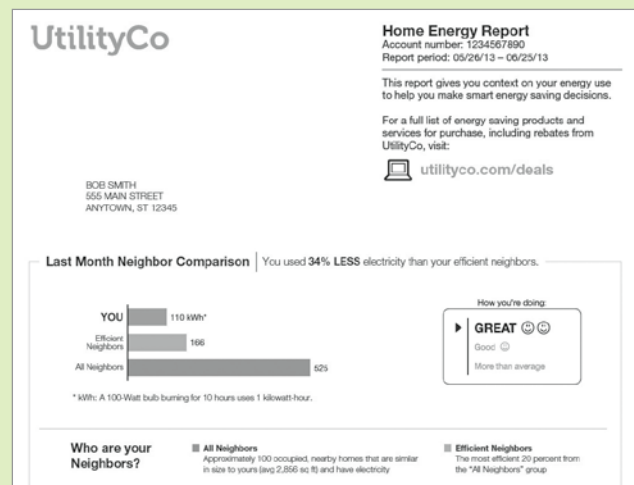 UtilityCo
Home Energy Report
Account number: 1234567890
Report period: 05/26/13 – 06/25/13
This report gives you context on your energy use
to help you make smart energy saving decisions.
For a full list of energy saving products and
services for purchase, including rebates from
UtilityCo, visit:
utilityco.com/deals
BOB SMITH
555 MAIN STREET
ANYTOWN, ST 12345
Last Month Neighbor Comparison | You used 34% LESS electricity than your efficient neighbors.
YOU 110 kWh*
Efficient
Neighbors 166
All Neighbors 525
* kWh: A 100-Watt bulb burning for 10 hours uses 1 kilowatt-hour.
How you're doing:
GREAT
Good
More than average
Who are your
Neighbors?
All Neighbors
Approximately 100 occupied, nearby homes that are similar
in size to yours (avg 2,856 sq ft) and have electricity
Efficient Neighbors
The most efficient 20 percent from
the “All Neighbors” group